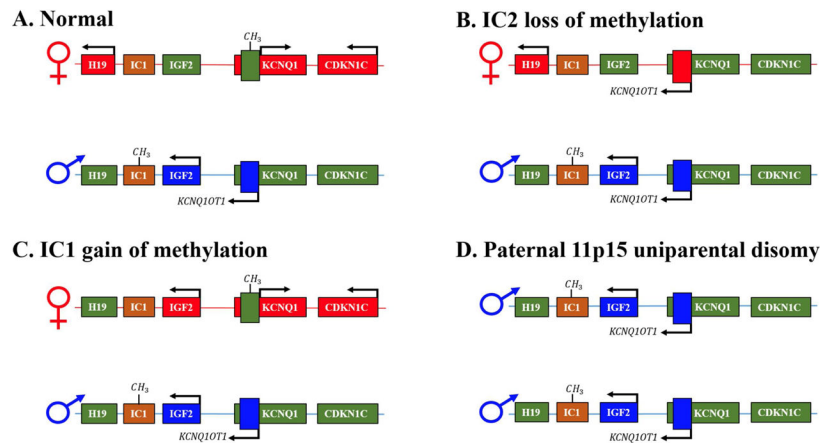 A. Normal
CH3
H19 IC1 IGF2 KCNQ1 CDKN1C
CH3
H19 IC1 IGF2 KCNQ1 CDKN1C
KCNQ1OT1
B. IC2 loss of methylation
H19 IC1 IGF2 KCNQ1 CDKN1C
KCNQ1OT1
CH3
H19 IC1 IGF2 KCNQ1 CDKN1C
KCNQ1OT1
C. IC1 gain of methylation
CH3
H19 IC1 IGF2 KCNQ1 CDKN1C
CH3
H19 IC1 IGF2 KCNQ1 CDKN1C
KCNQ1OT1
D. Paternal 11p15 uniparental disomy
CH3
H19 IC1 IGF2 KCNQ1 CDKN1C
KCNQ1OT1
CH3
H19 IC1 IGF2 KCNQ1 CDKN1C
KCNQ1OT1